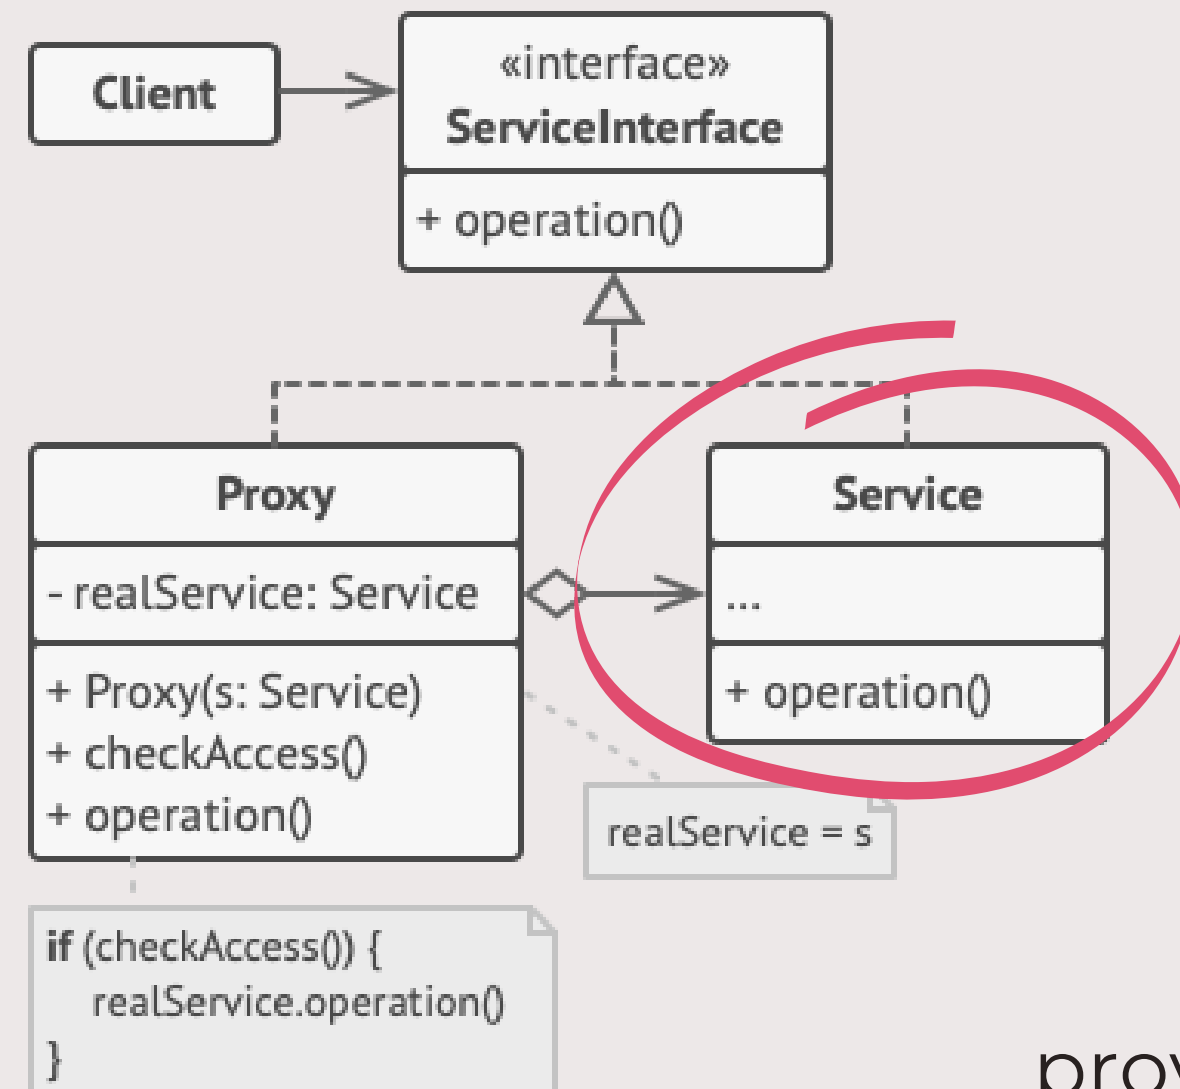 Client
«interface»
ServiceInterface
+ operation()
Proxy
- realService: Service
+ Proxy(s: Service)
+ checkAccess()
+ operation()
Service
...
+ operation()
realService = s
if (checkAccess()) {
realService.operation()
}